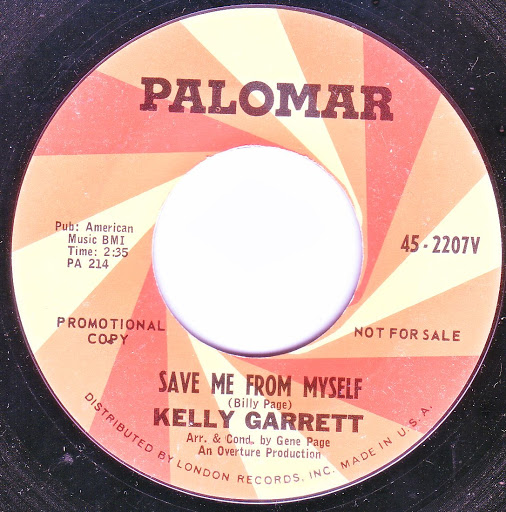 PALOMAR
Pub: American
Music BMI
Time: 2:35
PA 214
45-2207V
PROMOTIONAL
COPY
NOT FOR SALE
SAVE ME FROM MYSELF
(Billy Page)
KELLY GARRETT
Arr. & Cond. by Gene Page
An Overture Production
DISTRIBUTED BY LONDON RECORDS, INC. MADE IN U.S.A.